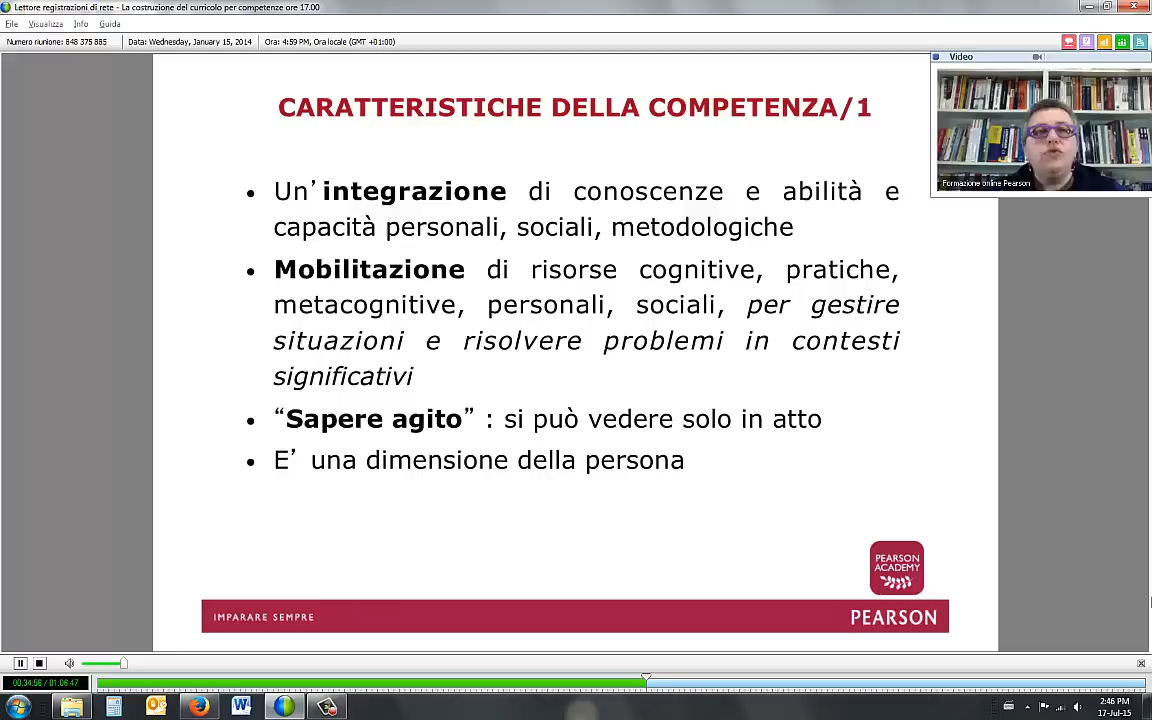 Lettore registrazioni di rete - La costruzione del curricolo per competenze ore 17.00
File Visualizza Info Guida
Numero riunione: 848 375 885 Data: Wednesday, January 15, 2014 Ora: 4:59 PM, Ora locale (GMT +01:00)
Video
Formazione online Pearson
CARATTERISTICHE DELLA COMPETENZA/1
• Un’integrazione di conoscenze e abilità e
capacità personali, sociali, metodologiche
• Mobilitazione di risorse cognitive, pratiche,
metacognitive, personali, sociali, per gestire
situazioni e risolvere problemi in contesti
significativi
• “Sapere agito” : si può vedere solo in atto
• E’ una dimensione della persona
PEARSON
ACADEMY
IMPARARE SEMPRE
PEARSON
00:34:56 / 01:06:47
2:46 PM
17-Jul-15